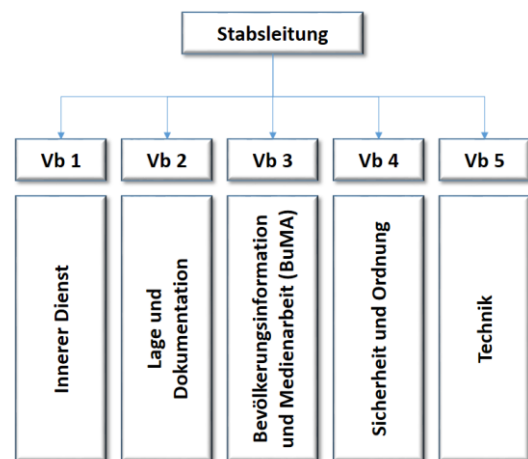 Stabsleitung
Vb 1
Vb 2
Vb 3
Vb 4
Vb 5
Innerer Dienst
Lage und
Dokumentation
Bevölkerungsinformation
und Medienarbeit (BuMA)
Sicherheit und Ordnung
Technik